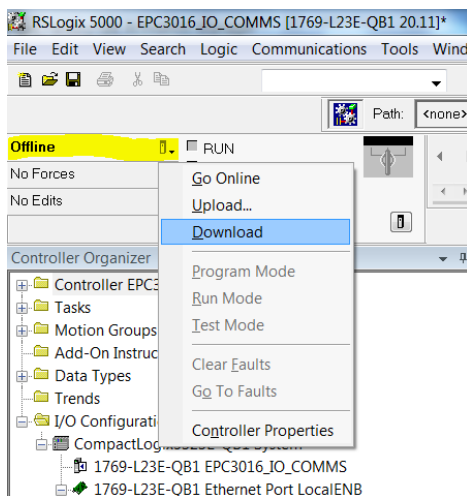 RSLogix 5000 - EPC3016_IO_COMMS [1769-L23E-QB1 20.11]*
File Edit View Search Logic Communications Tools Wind
Path: <none>
Offline RUN
No Forces
No Edits
Go Online
Upload...
Download
Program Mode
Run Mode
Test Mode
Clear Faults
Go To Faults
Controller Properties
Controller Organizer
Controller EPC3
Tasks
Motion Groups
Add-On Instruc
Data Types
Trends
I/O Configurati
1769-L23E-QB1 EPC3016_IO_COMMS
1769-L23E-QB1 Ethernet Port LocalENB